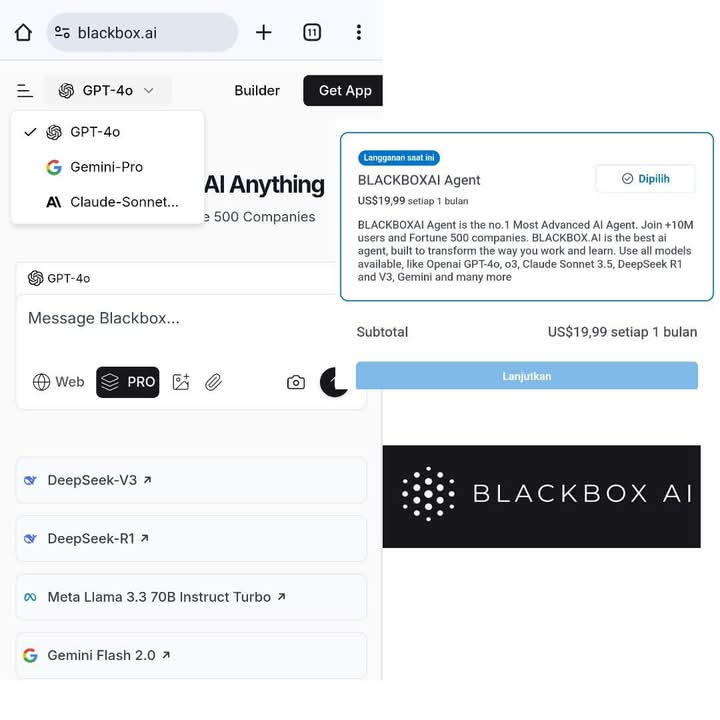 blackbox.ai
11
GPT-4o
Builder
Get App
GPT-4o
Gemini-Pro
Claude-Sonnet...
AI Anything
e 500 Companies
GPT-4o
Message Blackbox...
Web
PRO
DeepSeek-V3
DeepSeek-R1
Meta Llama 3.3 70B Instruct Turbo
Gemini Flash 2.0
Langganan saat ini
BLACKBOXAI Agent
Dipilih
US$19,99 setiap 1 bulan
BLACKBOXAI Agent is the no.1 Most Advanced AI Agent. Join +10M
users and Fortune 500 companies. BLACKBOX.AI is the best ai
agent, built to transform the way you work and learn. Use all models
available, like Openai GPT-4o, o3, Claude Sonnet 3.5, DeepSeek R1
and V3, Gemini and many more
Subtotal
US$19,99 setiap 1 bulan
Lanjutkan
BLACKBOX AI